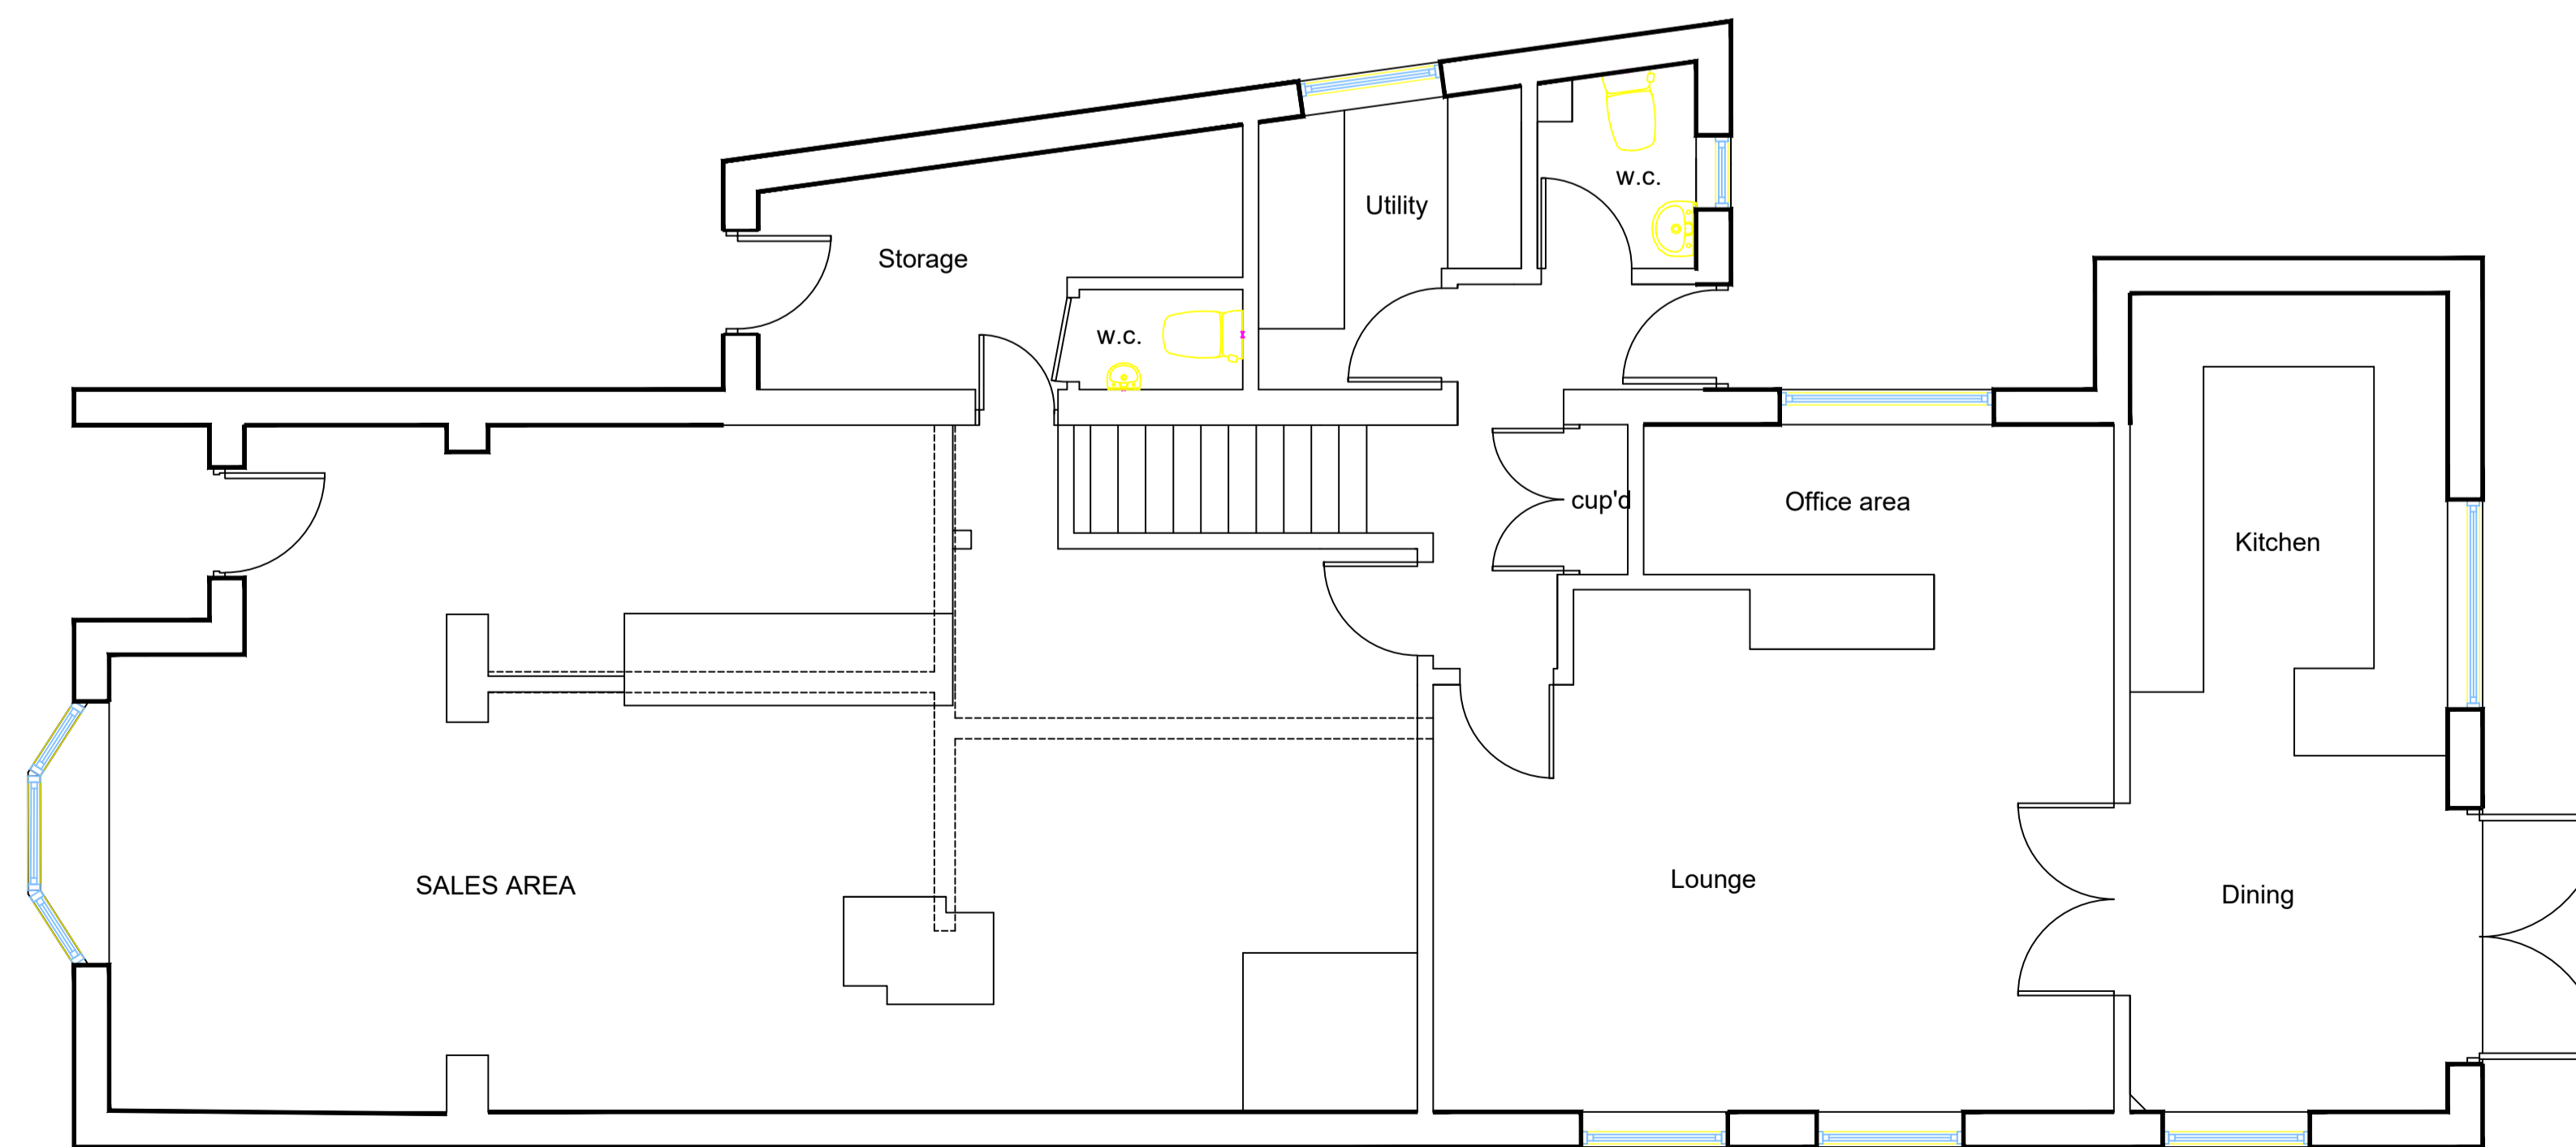 w.c.
Utility
Storage
w.c.
cup'd
Office area
Kitchen
SALES AREA
Lounge
Dining